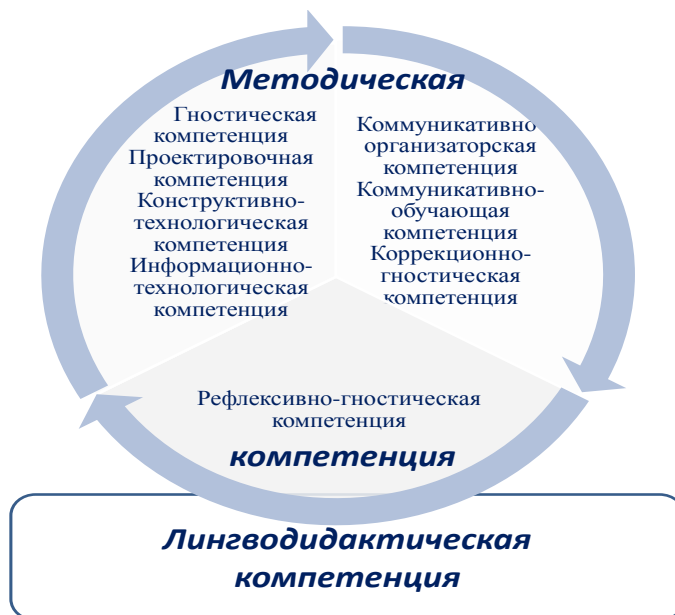 Методическая
Гностическая
компетенция
Проектировочная
компетенция
Конструктивно-
технологическая
компетенция
Информационно-
технологическая
компетенция
Коммуникативно
организаторская
компетенция
Коммуникативно-
обучающая
компетенция
Коррекционно-
гностическая
компетенция
Рефлексивно-гностическая
компетенция
компетенция
Лингводидактическая
компетенция